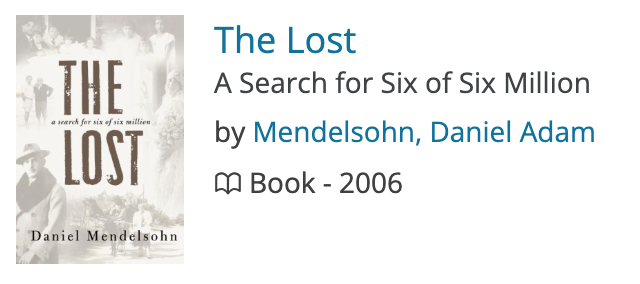 THE
a search for six of six million
LOST
Daniel Mendelsohn
The Lost
A Search for Six of Six Million
by Mendelsohn, Daniel Adam
Book - 2006